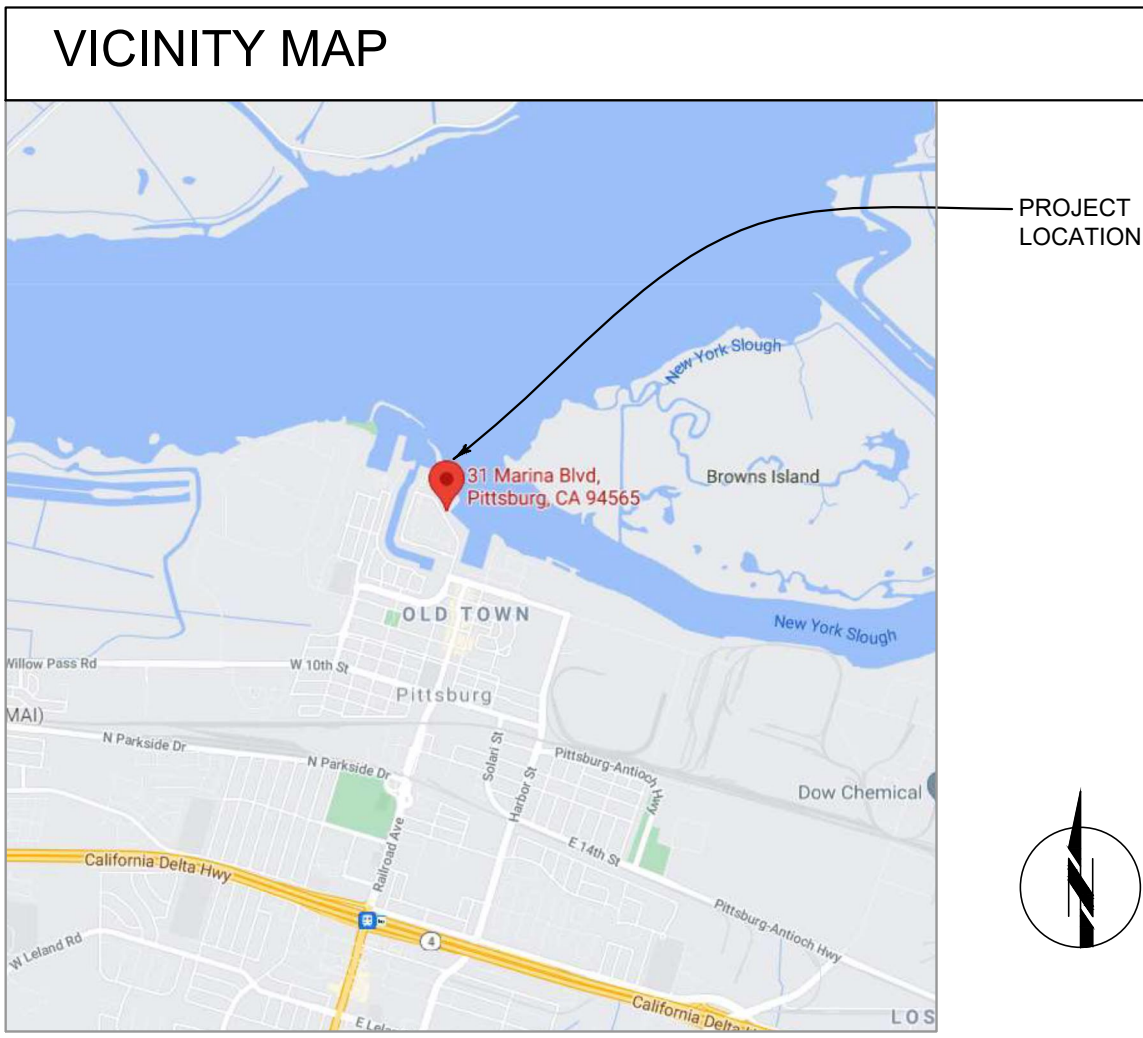 VICINITY MAP
PROJECT
LOCATION
New York Slough
31 Marina Blvd,
Pittsburg, CA 94565
Browns Island
OLD TOWN
New York Slough
Willow Pass Rd
W 10th St
Pittsburg
MAI)
N Parkside Dr
N Parkside Dr
Solari St
Harbor St
Pittsburg-Antioch Hwy
Dow Chemical
Railroad Ave
E 14th St
California Delta Hwy
Pittsburg-Antioch Hwy
4
W Leland Rd
California Delta
E Lel
LOS
N